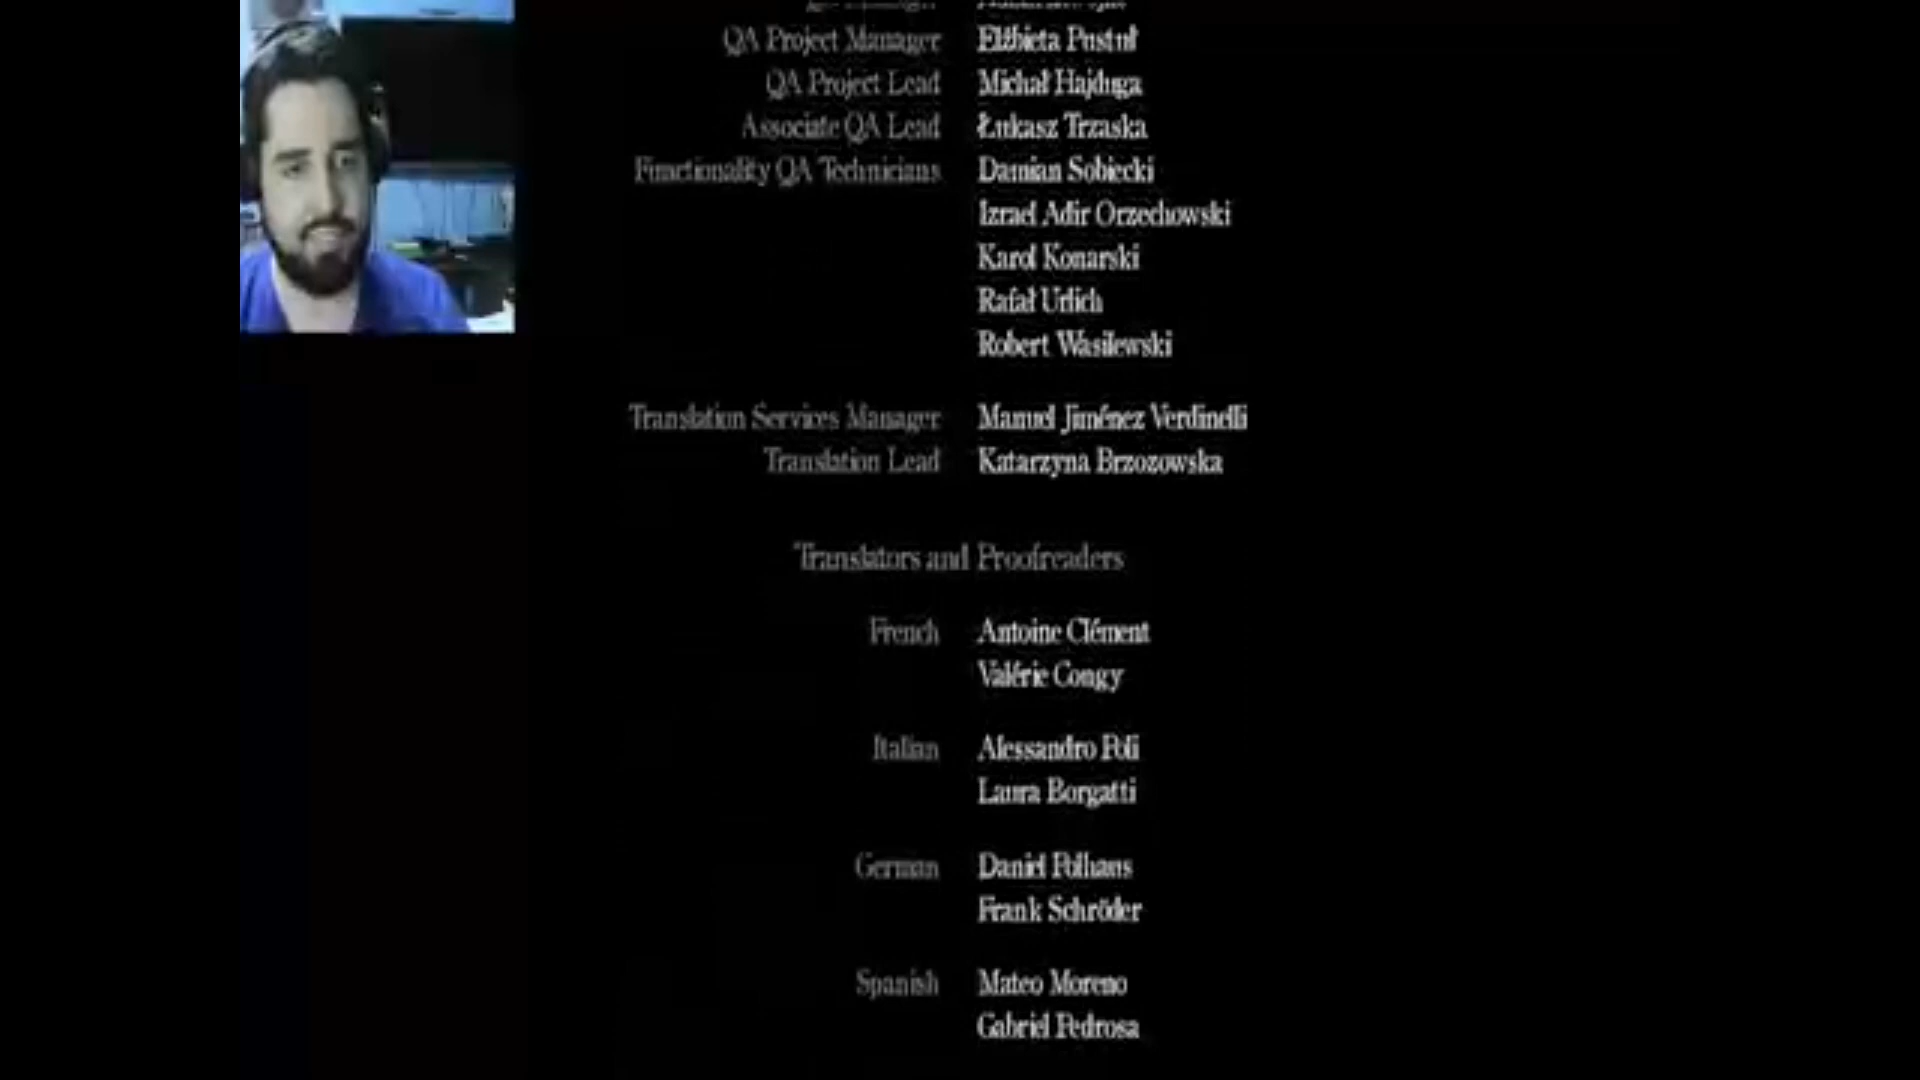 QA Project Manager Elżbieta Pustuł
QA Project Lead Michał Hajduga
Associate QA Lead Łukasz Trzaska
Functionality QA Technicians Damian Sobiecki
Izrael Adir Orzechowski
Karol Konarski
Rafał Urlich
Robert Wasilewski
Translation Services Manager Manuel Jiménez Verdinelli
Translation Lead Katarzyna Brzozowska
Translators and Proofreaders
French Antoine Clément
Valérie Congy
Italian Alessandro Poli
Laura Borgatti
German Daniel Polhans
Frank Schröder
Spanish Mateo Moreno
Gabriel Pedrosa